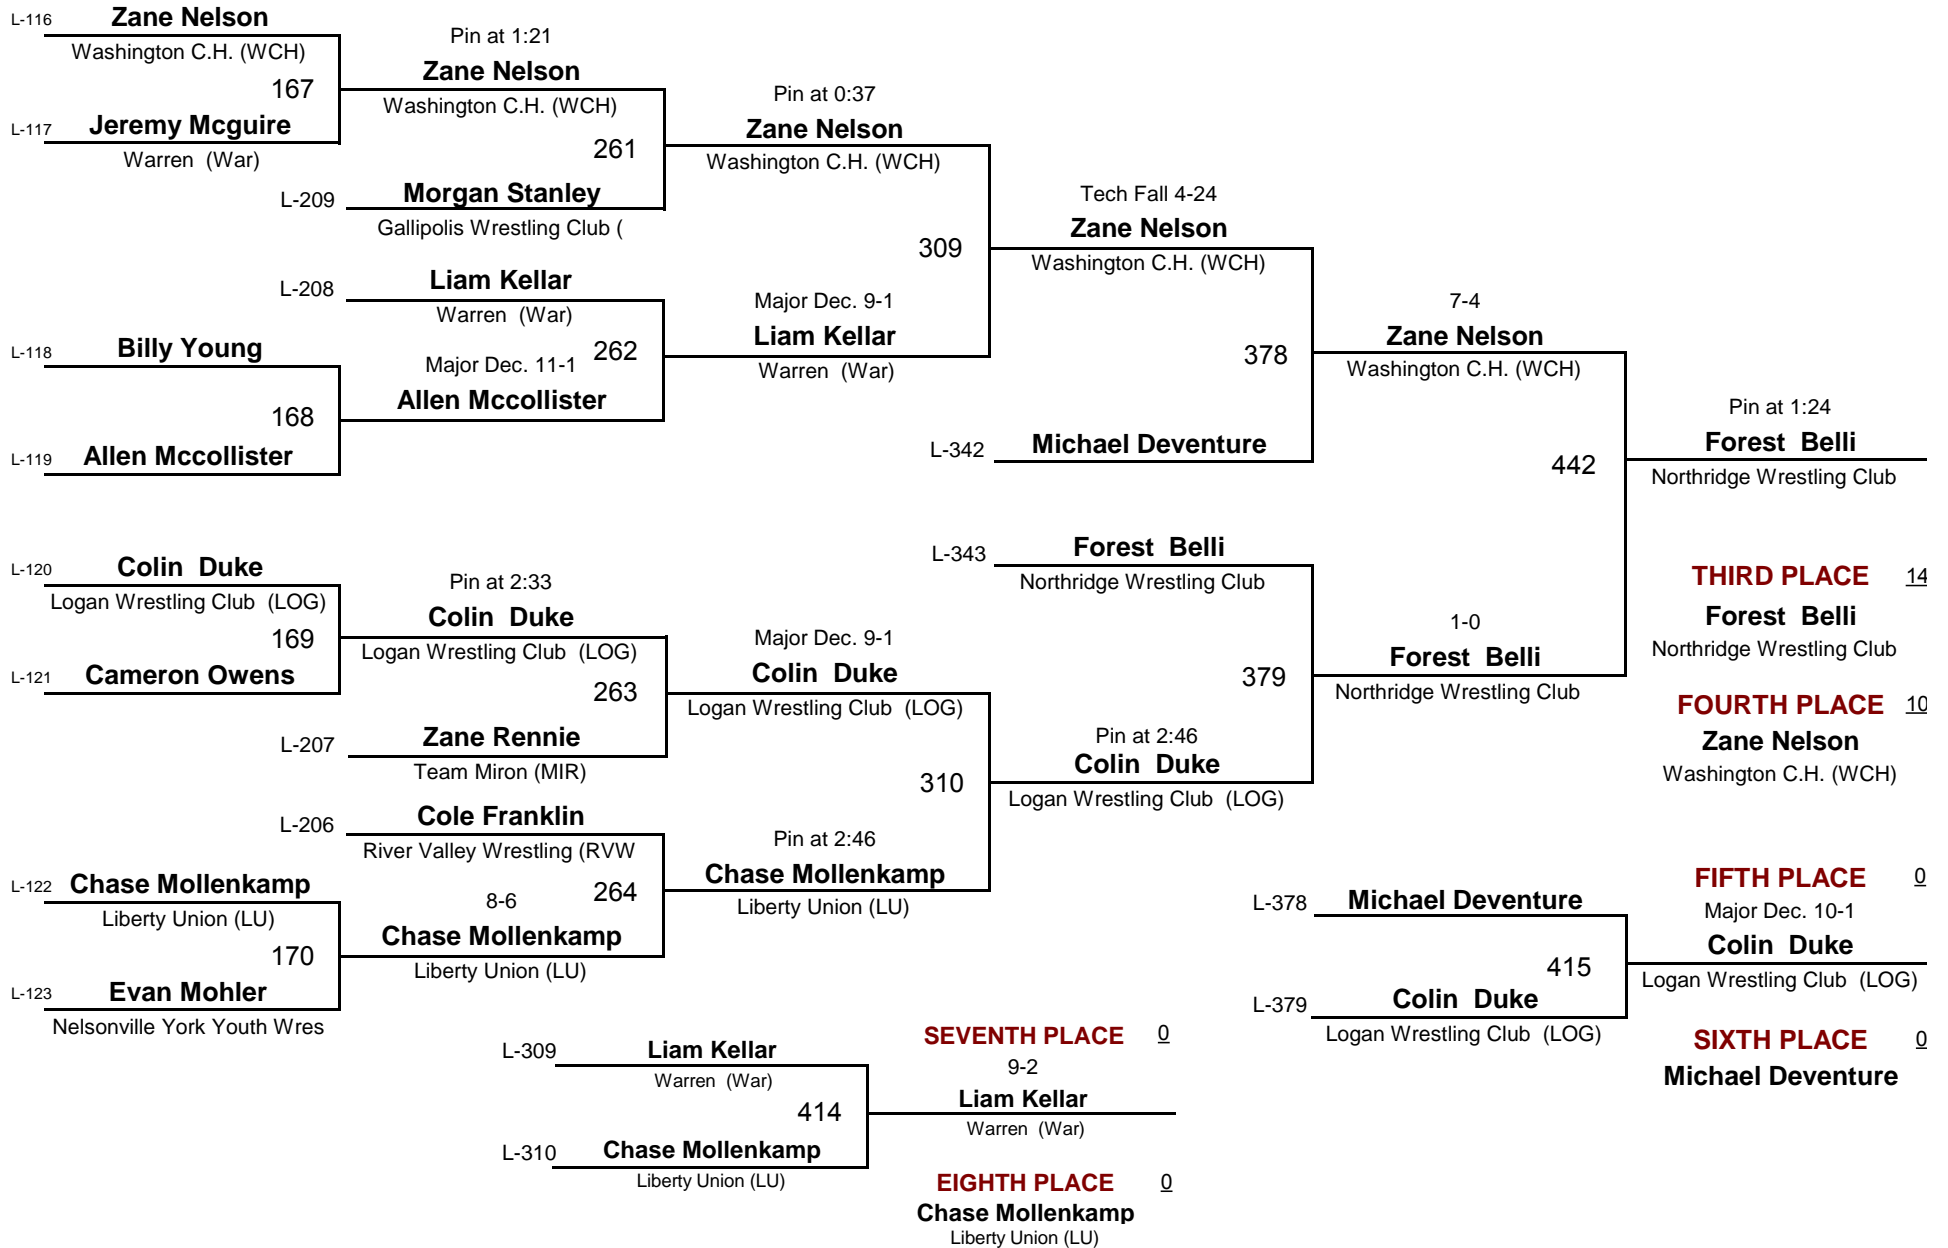 L-116 Zane Nelson
Washington C.H. (WCH)
167
L-117 Jeremy Mcguire
Warren (War)
Pin at 1:21
Zane Nelson
Washington C.H. (WCH)
261
L-209 Morgan Stanley
Gallipolis Wrestling Club (
Pin at 0:37
Zane Nelson
Washington C.H. (WCH)
309
L-208 Liam Kellar
Warren (War)
262
L-118 Billy Young
168
L-119 Allen Mccollister
Major Dec. 11-1
Allen Mccollister
Major Dec. 9-1
Liam Kellar
Warren (War)
Tech Fall 4-24
Zane Nelson
Washington C.H. (WCH)
378
L-342 Michael Deventure
7-4
Zane Nelson
Washington C.H. (WCH)
442
Pin at 1:24
Forest Belli
Northridge Wrestling Club
L-120 Colin Duke
Logan Wrestling Club (LOG)
169
L-121 Cameron Owens
Pin at 2:33
Colin Duke
Logan Wrestling Club (LOG)
263
L-207 Zane Rennie
Team Miron (MIR)
Major Dec. 9-1
Colin Duke
Logan Wrestling Club (LOG)
310
L-206 Cole Franklin
River Valley Wrestling (RVW
264
L-122 Chase Mollenkamp
Liberty Union (LU)
170
L-123 Evan Mohler
Nelsonville York Youth Wres
8-6
Chase Mollenkamp
Liberty Union (LU)
Pin at 2:46
Chase Mollenkamp
Liberty Union (LU)
L-343 Forest Belli
Northridge Wrestling Club
379
Pin at 2:46
Colin Duke
Logan Wrestling Club (LOG)
1-0
Forest Belli
Northridge Wrestling Club
THIRD PLACE 14
Forest Belli
Northridge Wrestling Club
FOURTH PLACE 10
Zane Nelson
Washington C.H. (WCH)
L-378 Michael Deventure
415
L-379 Colin Duke
Logan Wrestling Club (LOG)
FIFTH PLACE 0
Major Dec. 10-1
Colin Duke
Logan Wrestling Club (LOG)
SIXTH PLACE 0
Michael Deventure
L-309 Liam Kellar
Warren (War)
414
L-310 Chase Mollenkamp
Liberty Union (LU)
SEVENTH PLACE 0
9-2
Liam Kellar
Warren (War)
EIGHTH PLACE 0
Chase Mollenkamp
Liberty Union (LU)